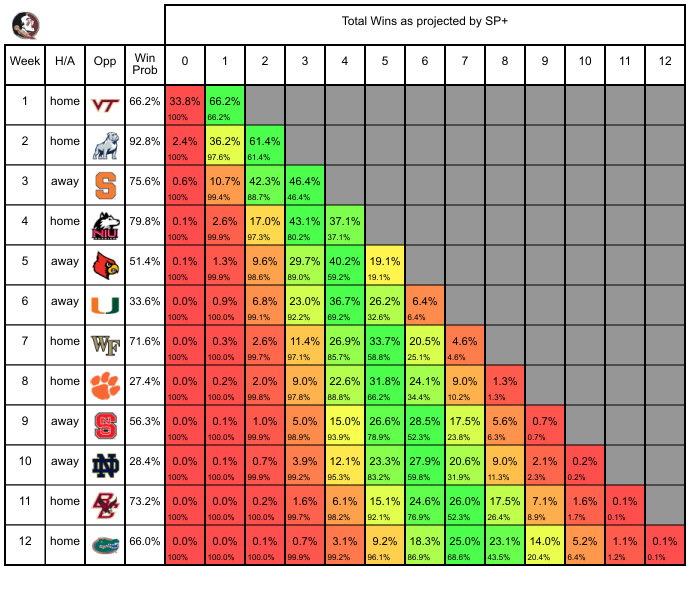 Total Wins as projected by SP+
Week H/A Opp Win Prob 0 1 2 3 4 5 6 7 8 9 10 11 12
1 home VT 66.2% 33.8% 66.2%
100% 66.2%
2 home 92.8% 2.4% 36.2% 61.4%
100% 97.6% 61.4%
3 away S 75.6% 0.6% 10.7% 42.3% 46.4%
100% 99.4% 88.7% 46.4%
4 home NIU 79.8% 0.1% 2.6% 17.0% 43.1% 37.1%
100% 99.9% 97.3% 80.2% 37.1%
5 away 51.4% 0.1% 1.3% 9.6% 29.7% 40.2% 19.1%
100% 99.9% 98.6% 89.0% 59.2% 19.1%
6 away U 33.6% 0.0% 0.9% 6.8% 23.0% 36.7% 26.2% 6.4%
100% 100.0% 99.1% 92.2% 69.2% 32.6% 6.4%
7 home WF 71.6% 0.0% 0.3% 2.6% 11.4% 26.9% 33.7% 20.5% 4.6%
100% 100.0% 99.7% 97.1% 85.7% 58.8% 25.1% 4.6%
8 home 27.4% 0.0% 0.2% 2.0% 9.0% 22.6% 31.8% 24.1% 9.0% 1.3%
100% 100.0% 99.8% 97.8% 88.8% 66.2% 34.4% 10.2% 1.3%
9 away S 56.3% 0.0% 0.1% 1.0% 5.0% 15.0% 26.6% 28.5% 17.5% 5.6% 0.7%
100% 100.0% 99.9% 98.9% 93.9% 78.9% 52.3% 23.8% 6.3% 0.7%
10 away ND 28.4% 0.0% 0.1% 0.7% 3.9% 12.1% 23.3% 27.9% 20.6% 9.0% 2.1% 0.2%
100% 100.0% 99.9% 99.2% 95.3% 83.2% 59.8% 31.9% 11.3% 2.3% 0.2%
11 home BC 73.2% 0.0% 0.0% 0.2% 1.6% 6.1% 15.1% 24.6% 26.0% 17.5% 7.1% 1.6% 0.1%
100% 100.0% 100.0% 99.7% 98.2% 92.1% 76.9% 52.3% 26.4% 8.9% 1.7% 0.1%
12 home 66.0% 0.0% 0.0% 0.1% 0.7% 3.1% 9.2% 18.3% 25.0% 23.1% 14.0% 5.2% 1.1% 0.1%
100% 100.0% 100.0% 99.9% 99.2% 96.1% 86.9% 68.6% 43.5% 20.4% 6.4% 1.2% 0.1%